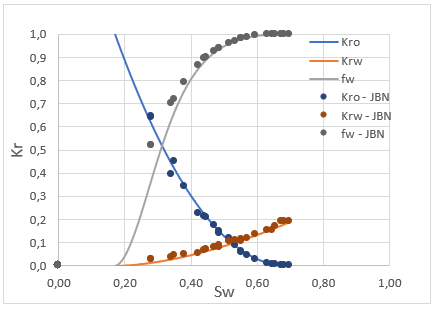 1,0
0,9
0,8
0,7
0,6
0,5
0,4
0,3
0,2
0,1
0,0
Kr
0,00
0,20
0,40
0,60
0,80
1,00
Sw
Kro
Krw
fw
Kro - JBN
Krw - JBN
fw - JBN